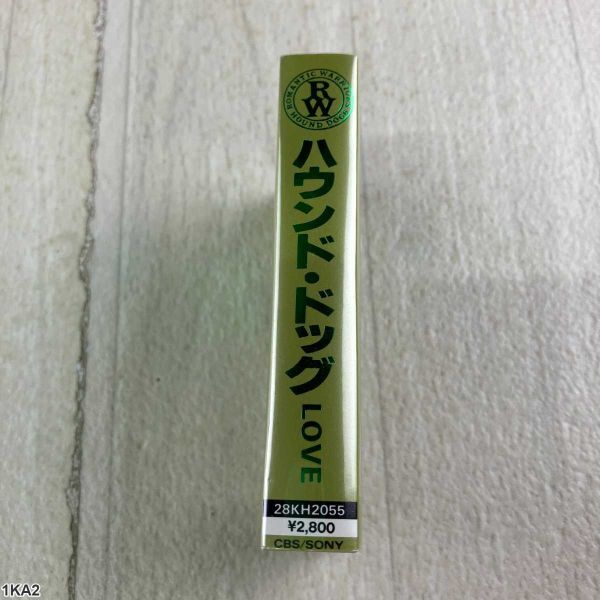 ROMANTIC WARRIORS
RW
HOUND DOG
ハウンド・ドッグ
LOVE
28KH2055
¥2,800
CBS/SONY
1KA2